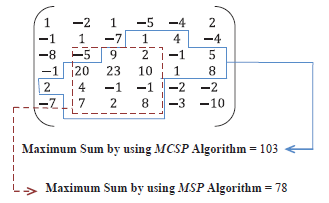 1 -2 1 -5 -4 2
-1 1 -7 1 4 -4
-8 -5 9 2 -1 5
-1 20 23 10 1 8
2 4 -1 -1 -2 -2
-7 7 2 8 -3 -10
Maximum Sum by using MCSP Algorithm = 103
Maximum Sum by using MSP Algorithm = 78